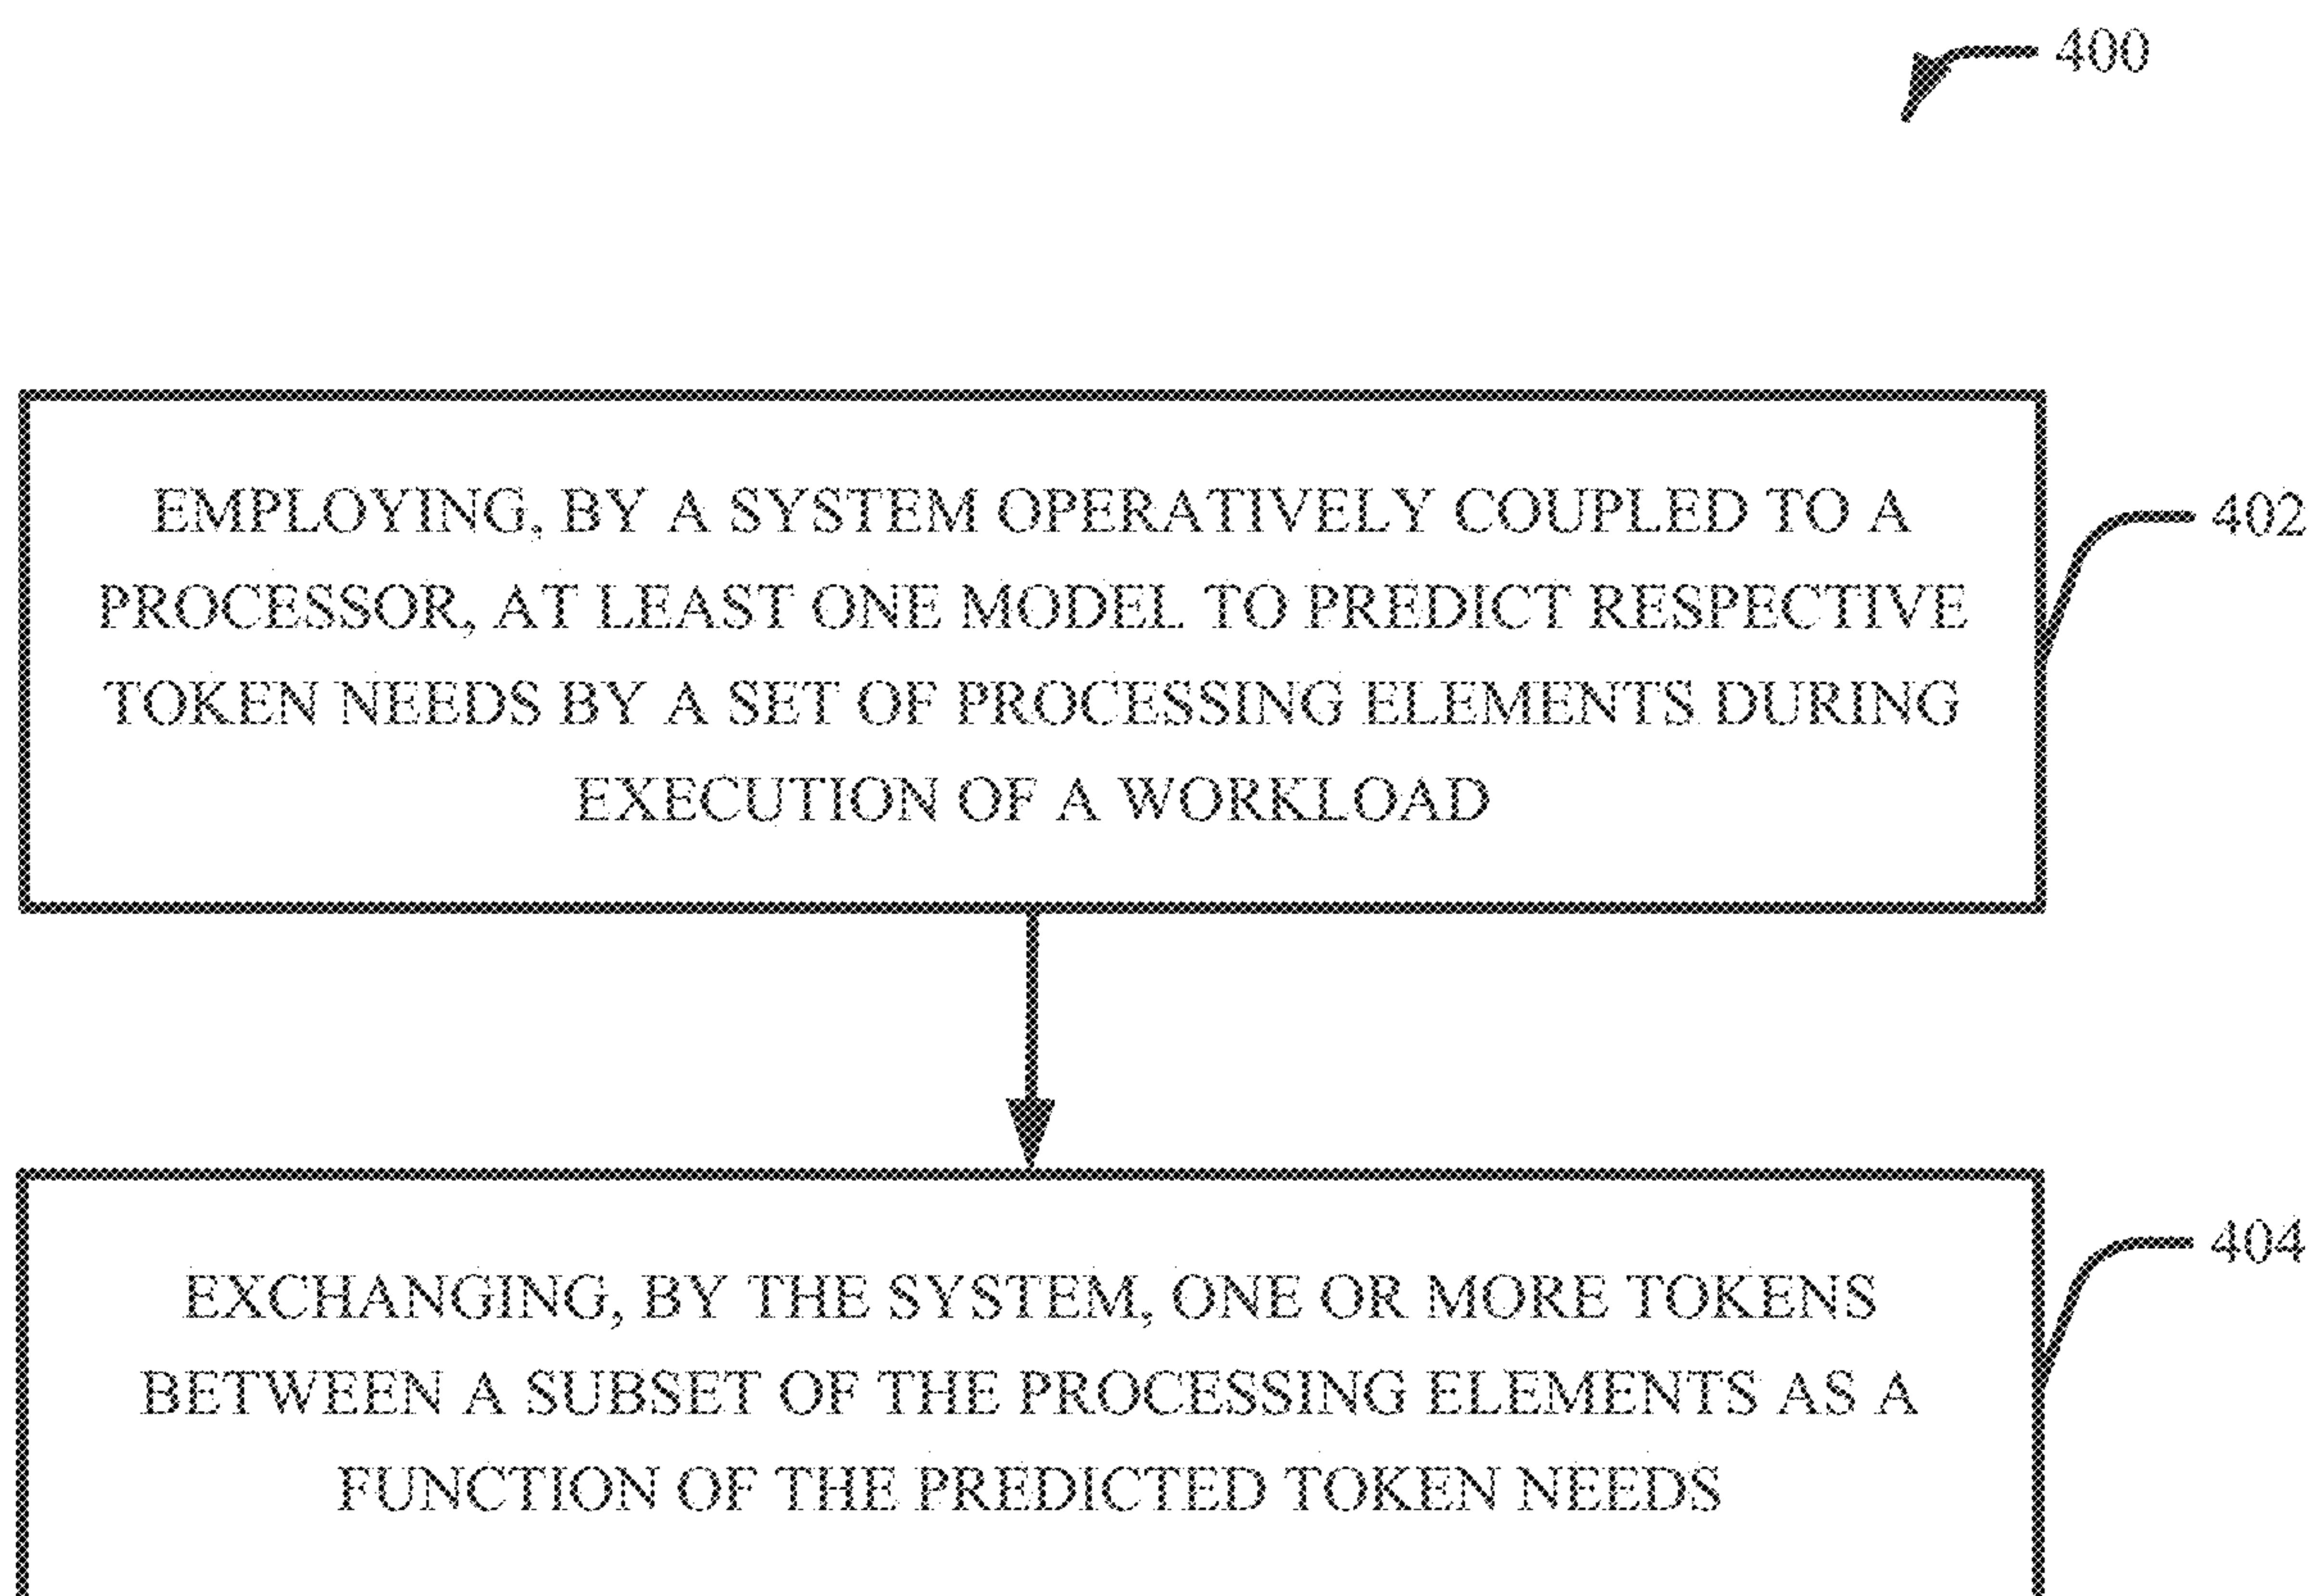 400
EMPLOYING, BY A SYSTEM OPERATIVELY COUPLED TO A
PROCESSOR, AT LEAST ONE MODEL TO PREDICT RESPECTIVE
TOKEN NEEDS BY A SET OF PROCESSING ELEMENTS DURING
EXECUTION OF A WORKLOAD
402
EXCHANGING, BY THE SYSTEM, ONE OR MORE TOKENS
BETWEEN A SUBSET OF THE PROCESSING ELEMENTS AS A
FUNCTION OF THE PREDICTED TOKEN NEEDS
404